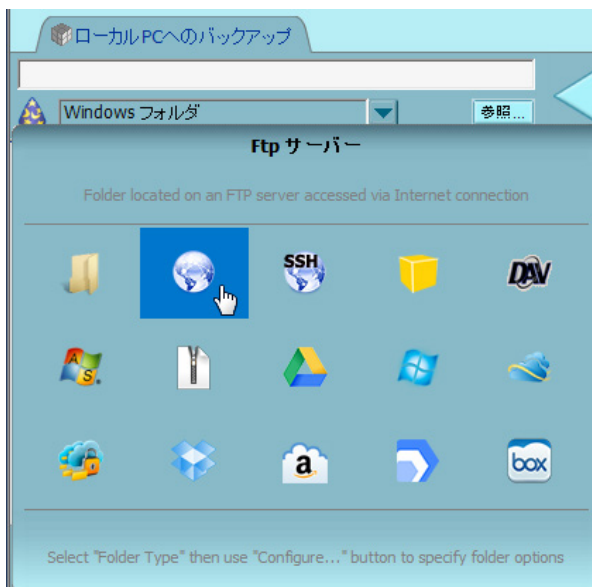 ローカルPCへのバックアップ
Windows フォルダ
参照...
Ftp サーバー
Folder located on an FTP server accessed via Internet connection
SSH
DAV
A S.
a
box
Select "Folder Type" then use "Configure..." button to specify folder options